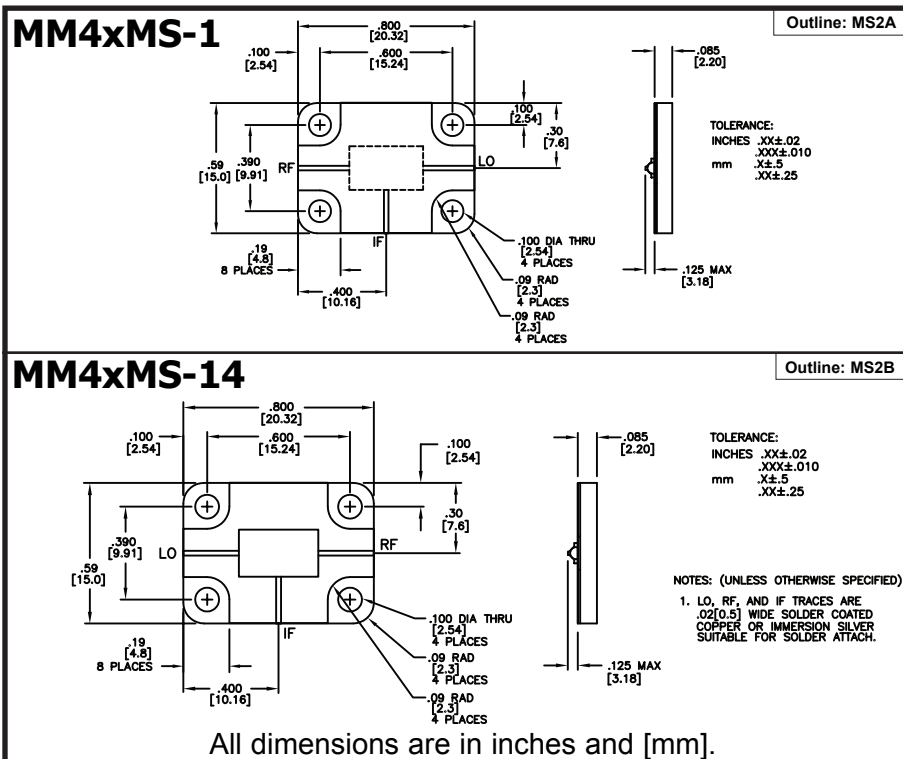 MM4xMS-1
Outline: MS2A
.800
[20.32]
.100
[2.54]
.600
[15.24]
.085
[2.20]
.100
[2.54]
.30
[7.6]
TOLERANCE:
INCHES .XX±.02
.XXX±.010
mm .X±.5
.XX±.25
.59
[15.0]
.390
[9.91]
RF
LO
IF
.19
[4.8]
8 PLACES
.400
[10.16]
.100 DIA THRU
[2.54]
4 PLACES
.09 RAD
[2.3]
4 PLACES
.09 RAD
[2.3]
4 PLACES
.125 MAX
[3.18]
MM4xMS-14
Outline: MS2B
.800
[20.32]
.100
[2.54]
.600
[15.24]
.100
[2.54]
.085
[2.20]
TOLERANCE:
INCHES .XX±.02
.XXX±.010
mm .X±.5
.XX±.25
.30
[7.6]
.59
[15.0]
.390
[9.91]
LO
RF
IF
.19
[4.8]
8 PLACES
.400
[10.16]
.100 DIA THRU
[2.54]
4 PLACES
.09 RAD
[2.3]
4 PLACES
.09 RAD
[2.3]
4 PLACES
.125 MAX
[3.18]
NOTES: (UNLESS OTHERWISE SPECIFIED)
1. LO, RF, AND IF TRACES ARE
.02[0.5] WIDE SOLDER COATED
COPPER OR IMMERSION SILVER
SUITABLE FOR SOLDER ATTACH.
All dimensions are in inches and [mm].